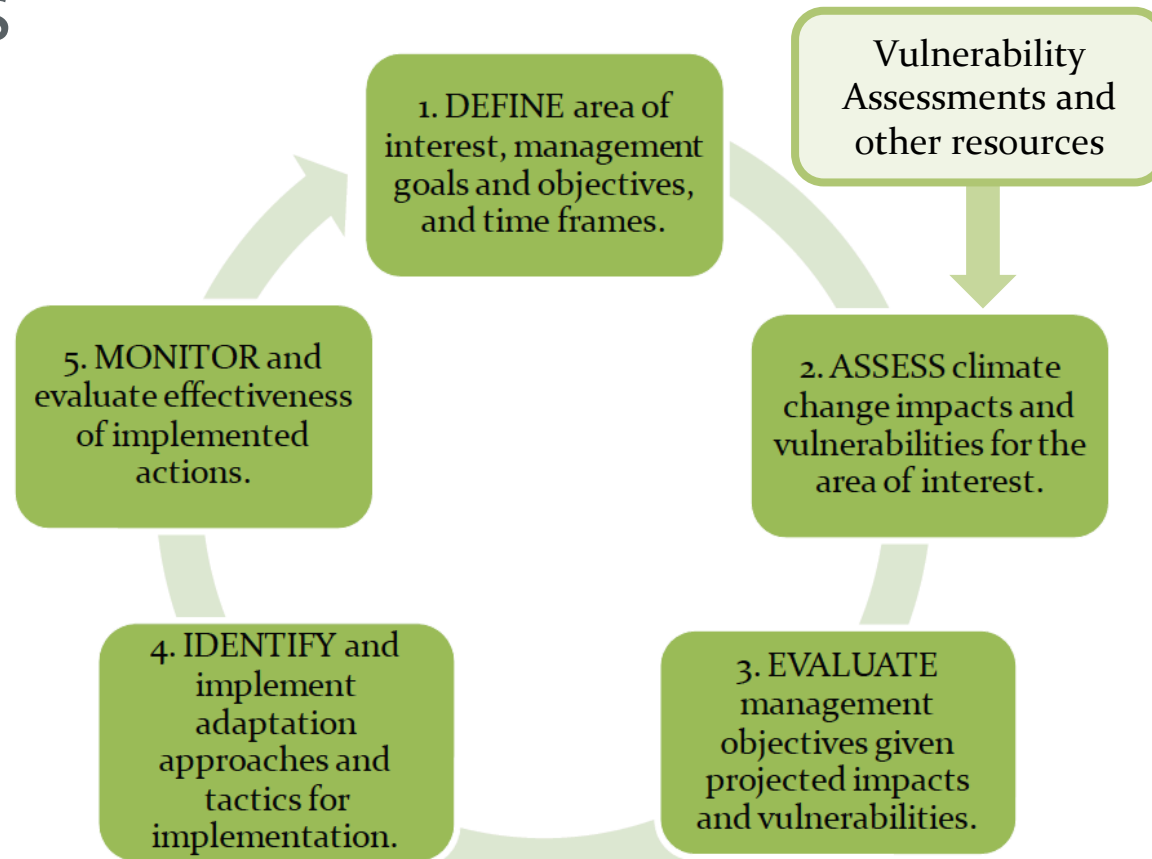 s
1. DEFINE area of
interest, management
goals and objectives,
and time frames.
Vulnerability
Assessments and
other resources
2. ASSESS climate
change impacts and
vulnerabilities for the
area of interest.
3. EVALUATE
management
objectives given
projected impacts
and vulnerabilities.
4. IDENTIFY and
implement
adaptation
approaches and
tactics for
implementation.
5. MONITOR and
evaluate effectiveness
of implemented
actions.